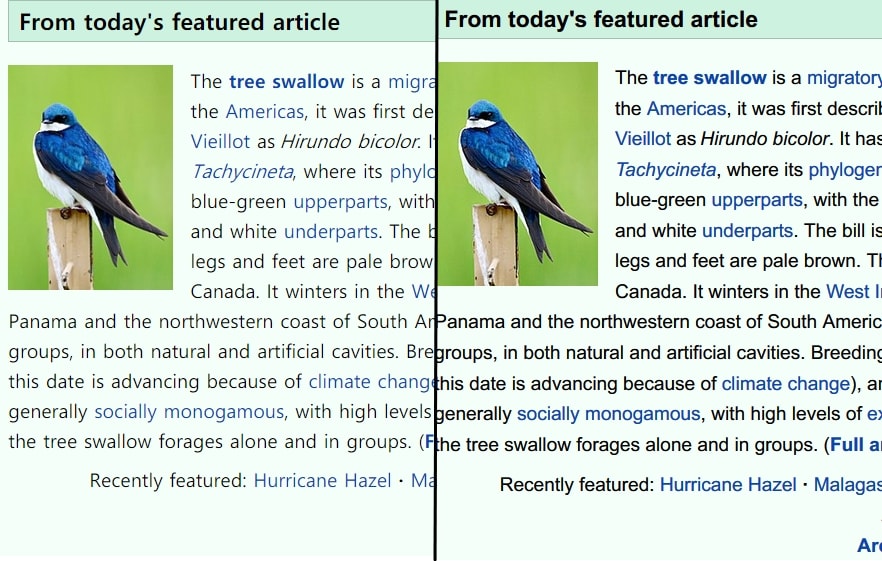 From today's featured article
The tree swallow is a migra
the Americas, it was first de
Vieillot as Hirundo bicolor. I
Tachycineta, where its phylo
blue-green upperparts, with
and white underparts. The b
legs and feet are pale brow
Canada. It winters in the We
Panama and the northwestern coast of South Am
groups, in both natural and artificial cavities. Bre
this date is advancing because of climate change
generally socially monogamous, with high levels
the tree swallow forages alone and in groups. (F
Recently featured: Hurricane Hazel · Ma
From today's featured article
The tree swallow is a migratory
the Americas, it was first describ
Vieillot as Hirundo bicolor. It has
Tachycineta, where its phylogen
blue-green upperparts, with the
and white underparts. The bill is
legs and feet are pale brown. Th
Canada. It winters in the West In
Panama and the northwestern coast of South Americ
groups, in both natural and artificial cavities. Breeding
this date is advancing because of climate change), an
generally socially monogamous, with high levels of ex
the tree swallow forages alone and in groups. (Full ar
Recently featured: Hurricane Hazel · Malagas
Arc